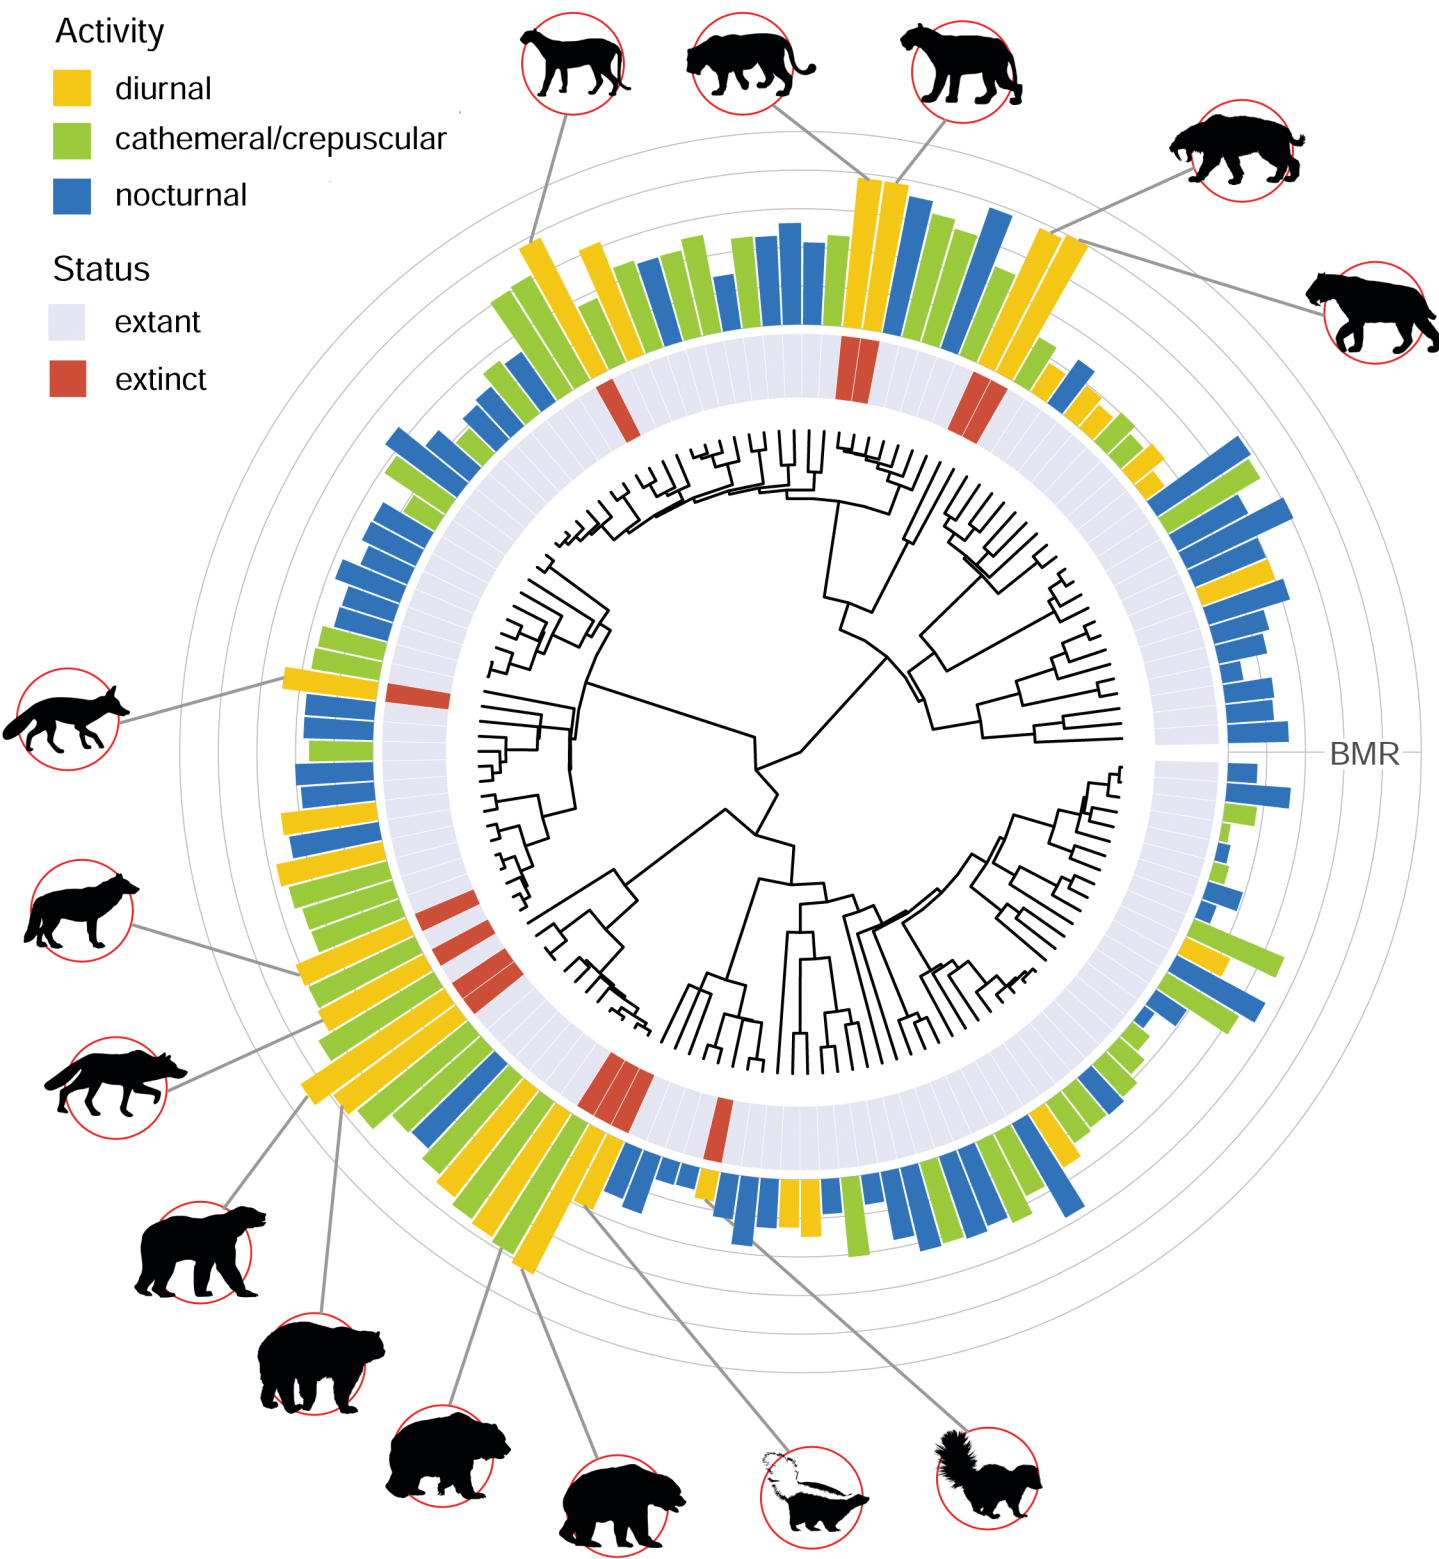 Activity
diurnal
cathemeral/crepuscular
nocturnal
Status
extant
extinct
BMR